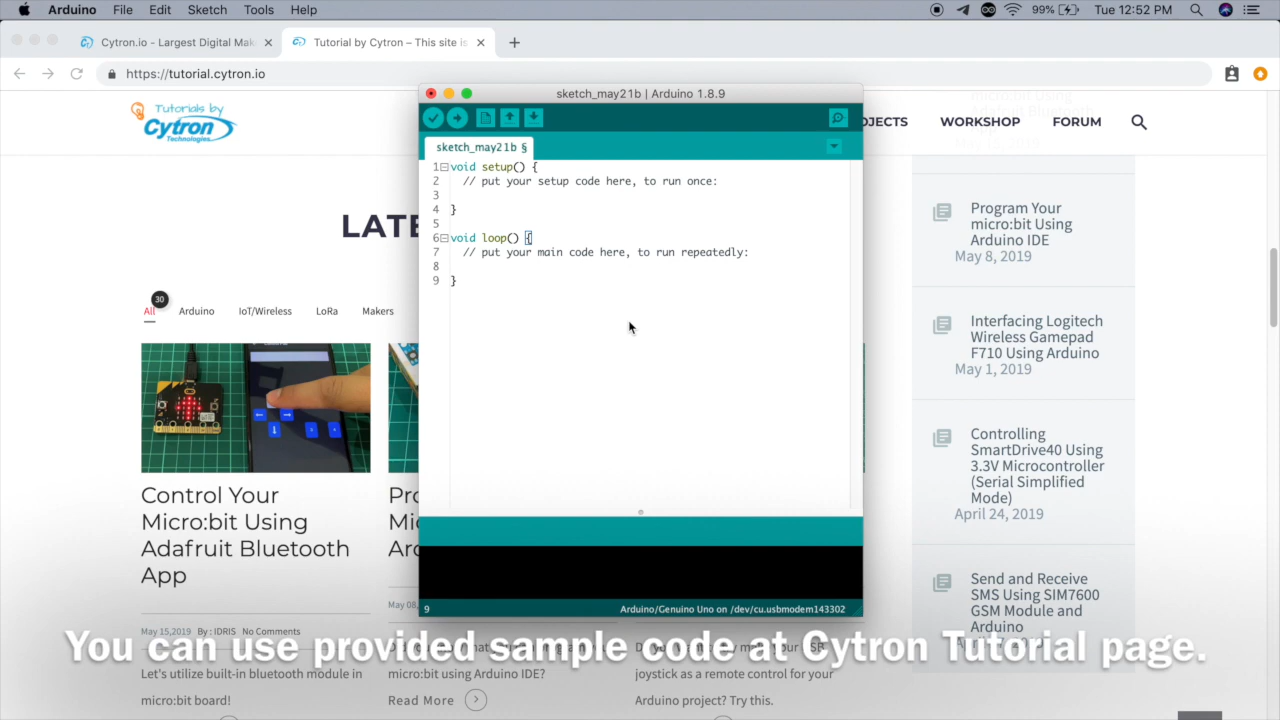 Arduino File Edit Sketch Tools Help
99% Tue 12:52 PM
Cytron.io - Largest Digital Mak
Tutorial by Cytron – This site is
https://tutorial.cytron.io
Tutorials by
Cytron
Technologies
OJECTS WORKSHOP FORUM
sketch_may21b | Arduino 1.8.9
sketch_may21b §
1 void setup() {
2 // put your setup code here, to run once:
3
4 }
5
6 void loop() {
7 // put your main code here, to run repeatedly:
8
9 }
9 Arduino/Genuino Uno on /dev/cu.usbmodem143302
LATE
30
All Arduino IoT/Wireless LoRa Makers
Control Your
Micro:bit Using
Adafruit Bluetooth
App
May 15,2019 By : IDRIS No Comments
Let's utilize built-in bluetooth module in
micro:bit board!
May 08,
micro:bit using Arduino IDE?
Read More
joystick as a remote control for your
Arduino project? Try this.
micro:bit Using
Arduino
App
Program Your
micro:bit Using
Arduino IDE
May 8, 2019
Interfacing Logitech
Wireless Gamepad
F710 Using Arduino
May 1, 2019
Controlling
SmartDrive40 Using
3.3V Microcontroller
(Serial Simplified
Mode)
April 24, 2019
Send and Receive
SMS Using SIM7600
GSM Module and
Arduino
You can use provided sample code at Cytron Tutorial page.